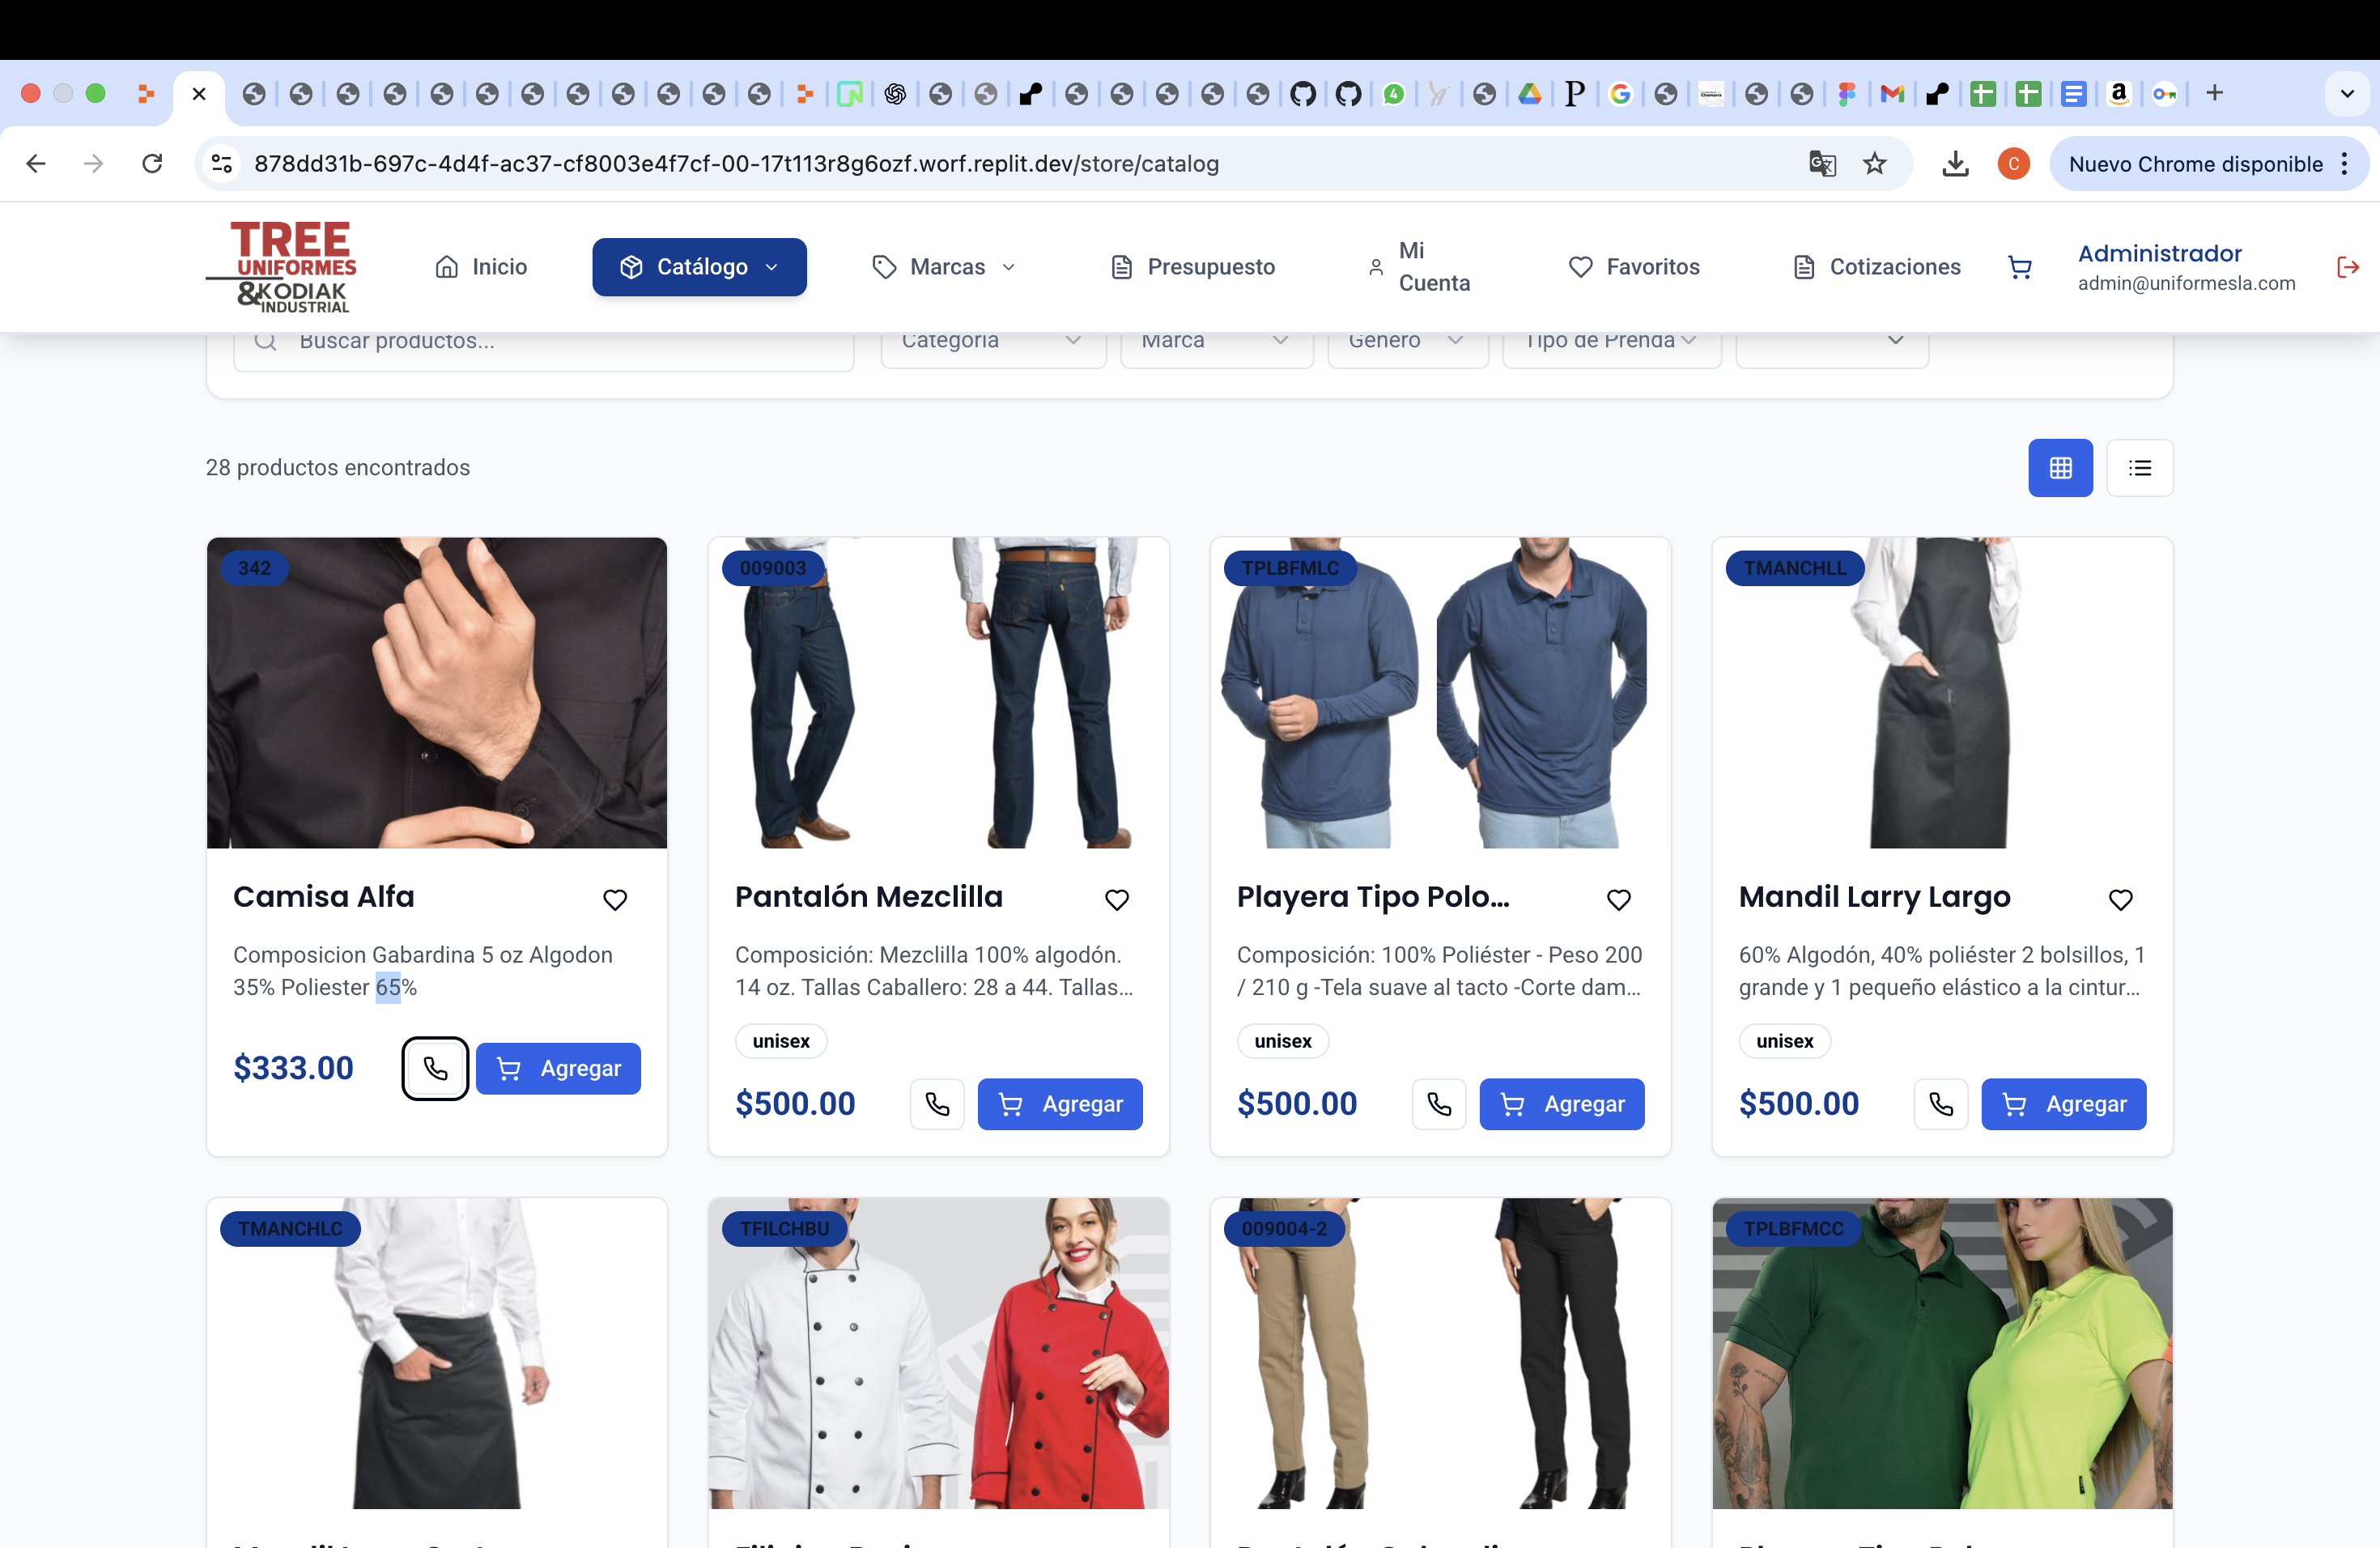 4
C
878dd31b-697c-4d4f-ac37-cf8003e4f7cf-00-17t113r8g6ozf.worf.replit.dev/store/catalog
Nuevo Chrome disponible
TREE
UNIFORMES
&KODIAK
INDUSTRIAL
Inicio
Catálogo
Marcas
Presupuesto
Mi
Cuenta
Favoritos
Cotizaciones
Administrador
admin@uniformesla.com
Buscar productos...
Categoría
Marca
Género
Tipo de Prenda
28 productos encontrados
342
009003
TPLBFMLC
TMANCHLL
Camisa Alfa
Composicion Gabardina 5 oz Algodon
35% Poliester 65%
$333.00
Agregar
Pantalón Mezclilla
Composición: Mezclilla 100% algodón.
14 oz. Tallas Caballero: 28 a 44. Tallas...
unisex
$500.00
Agregar
Playera Tipo Polo...
Composición: 100% Poliéster - Peso 200
/ 210 g -Tela suave al tacto -Corte dam...
unisex
$500.00
Agregar
Mandil Larry Largo
60% Algodón, 40% poliéster 2 bolsillos, 1
grande y 1 pequeño elástico a la cintur...
unisex
$500.00
Agregar
TMANCHLC
TFILCHBU
009004-2
TPLBFMCC